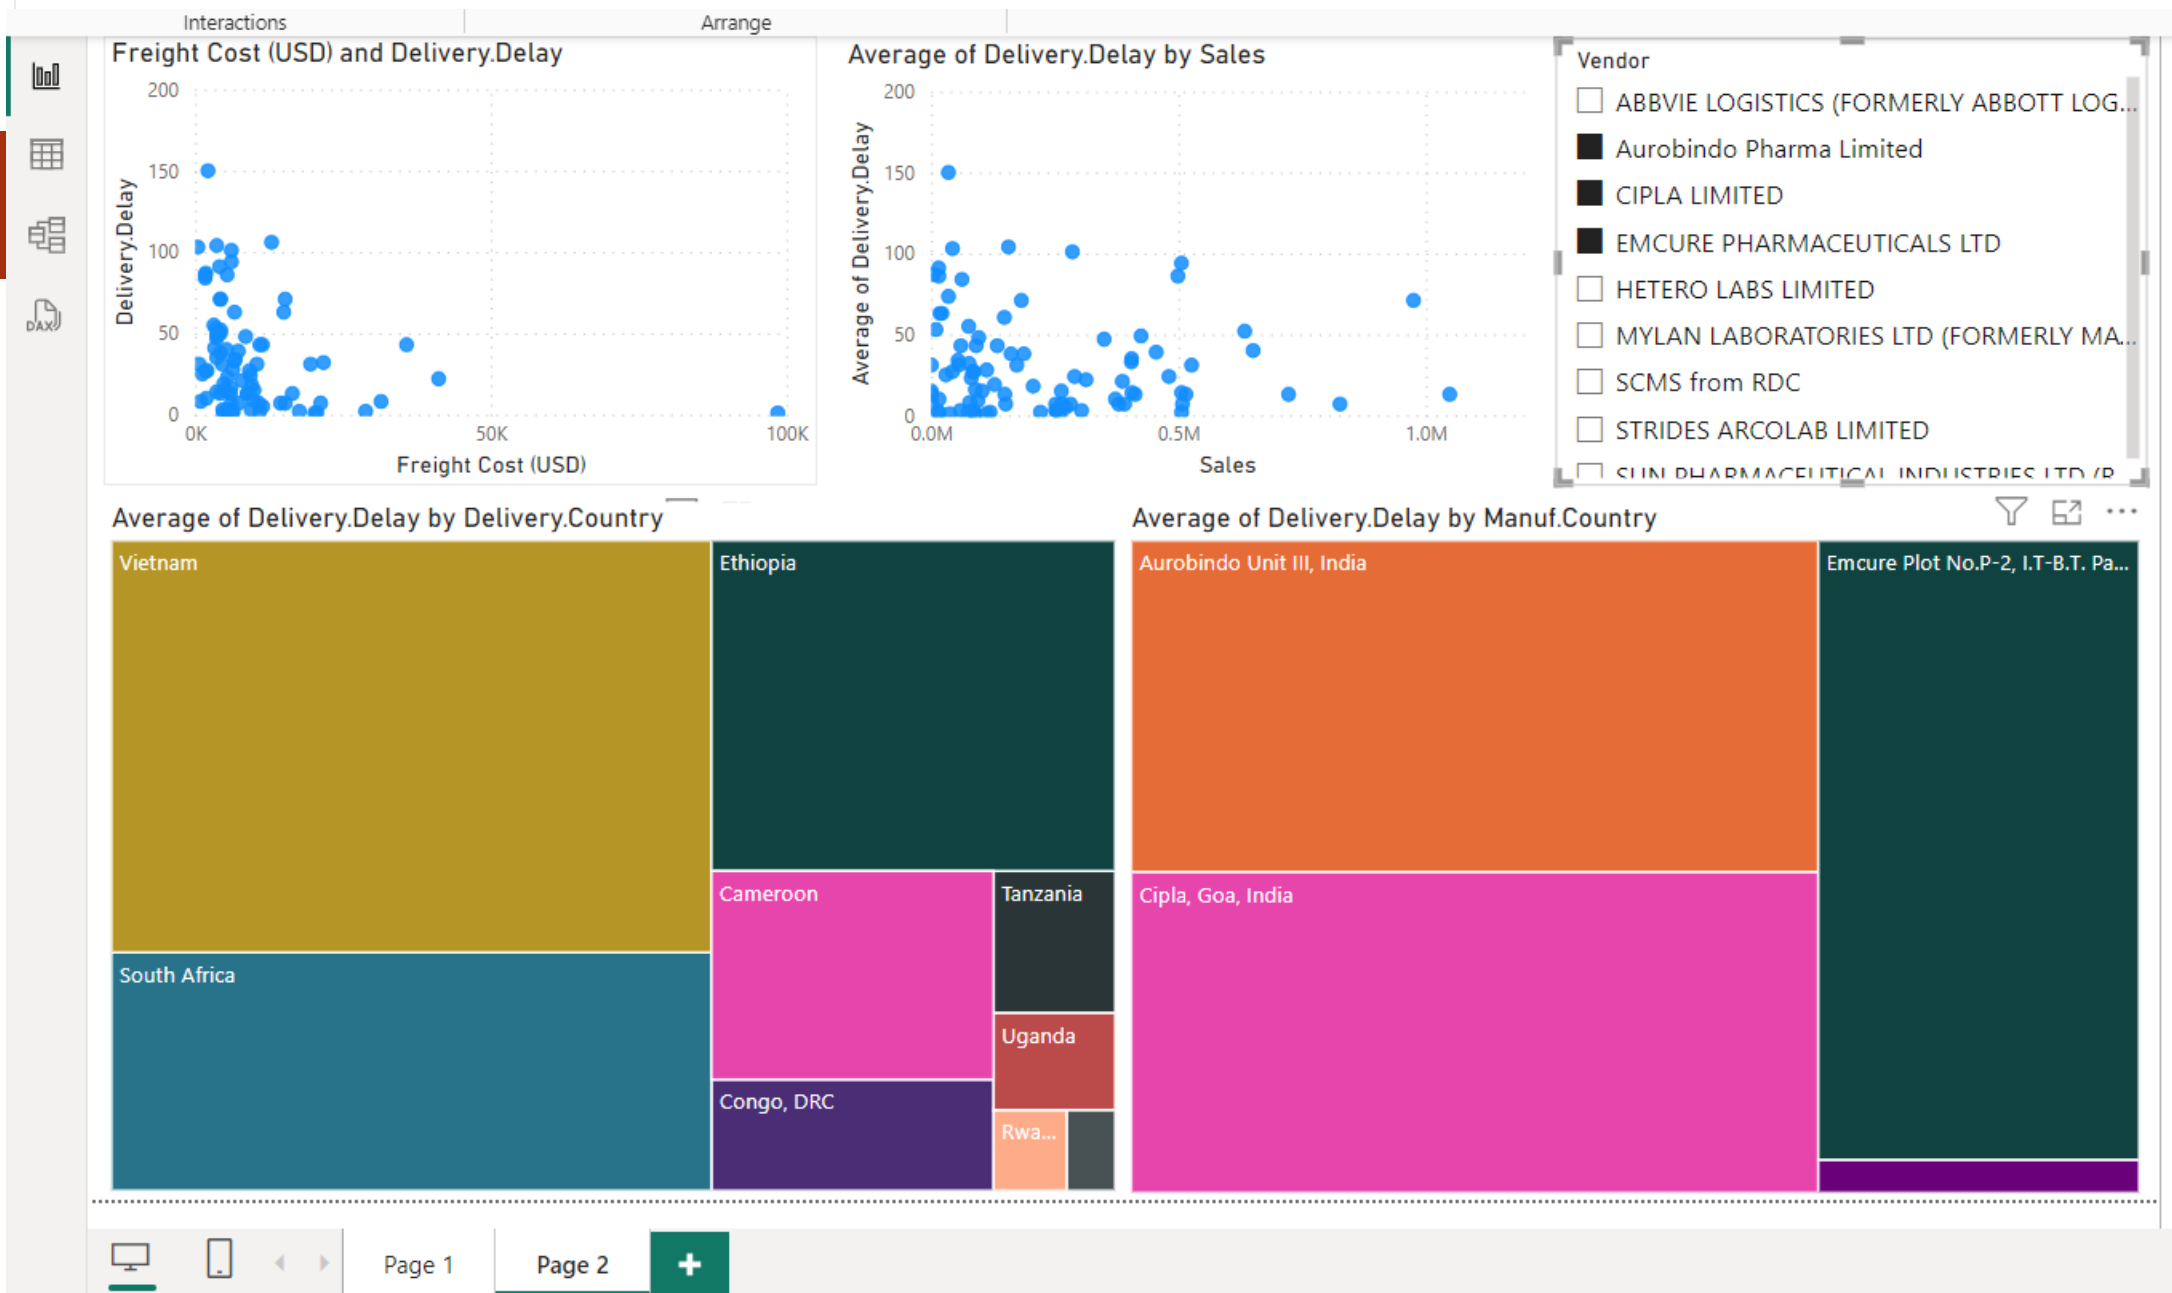 Interactions
Arrange
Freight Cost (USD) and Delivery.Delay
200
150
100
50
0
Delivery.Delay
0K
50K
100K
Freight Cost (USD)
Average of Delivery.Delay by Sales
200
150
100
50
0
Average of Delivery.Delay
0.0M
0.5M
1.0M
Sales
Vendor
ABBVIE LOGISTICS (FORMERLY ABBOTT LOG...
Aurobindo Pharma Limited
CIPLA LIMITED
EMCURE PHARMACEUTICALS LTD
HETERO LABS LIMITED
MYLAN LABORATORIES LTD (FORMERLY MA...
SCMS from RDC
STRIDES ARCOLAB LIMITED
SUN PHARMACEUTICAL INDUSTRIES LTD (R...
DAX
Average of Delivery.Delay by Delivery.Country
Vietnam
Ethiopia
Cameroon
Tanzania
Uganda
South Africa
Congo, DRC
Rwa...
Average of Delivery.Delay by Manuf.Country
Aurobindo Unit III, India
Emcure Plot No.P-2, I.T-B.T. Pa...
Cipla, Goa, India
Page 1
Page 2